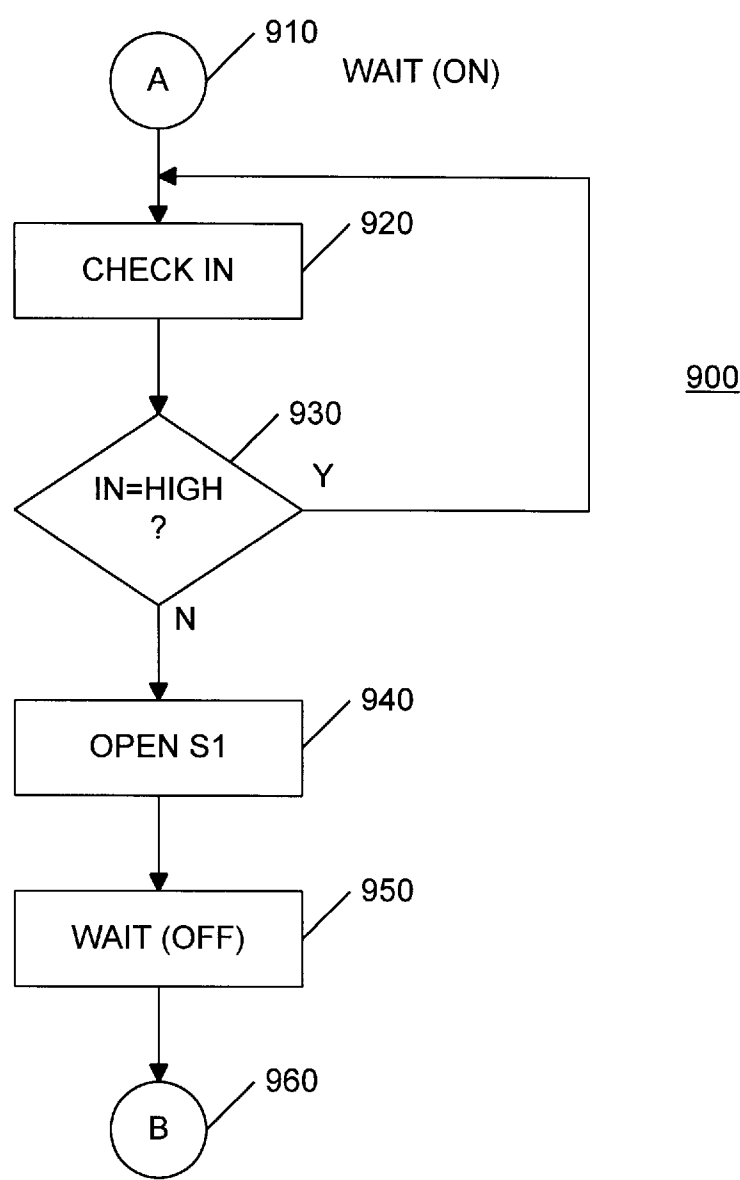 910
A
WAIT (ON)
920
CHECK IN
900
930
IN=HIGH
?
Y
N
940
OPEN S1
950
WAIT (OFF)
960
B